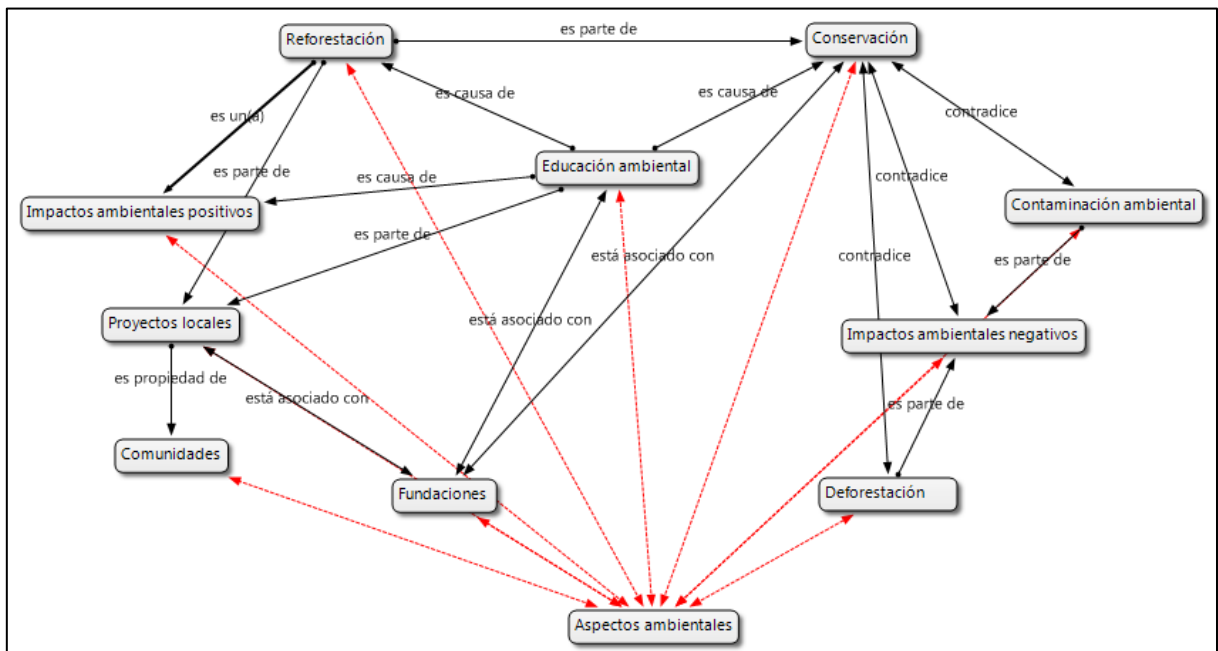 es parte de
Reforestación
Conservación
es causa de
es causa de
es un(a)
contradice
Educación ambiental
es parte de
es causa de
contradice
Impactos ambientales positivos
Contaminación ambiental
es parte de
está asociado con
contradice
es parte de
Proyectos locales
está asociado con
Impactos ambientales negativos
es propiedad de
está asociado con
es parte de
Comunidades
Fundaciones
Deforestación
Aspectos ambientales